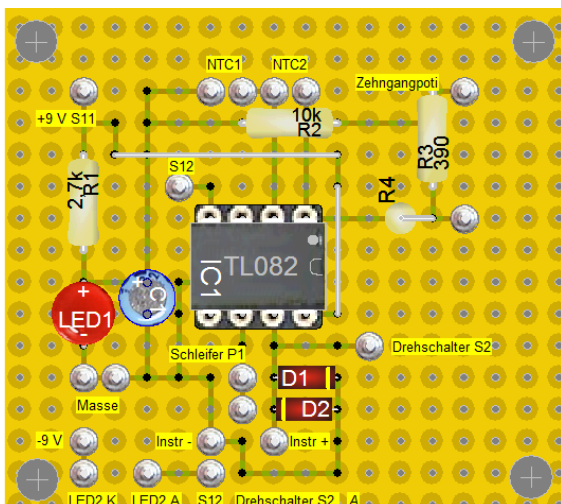 NTC1 NTC2
Zehngangpoti
+9 V S11
10k
R2
R3
390
2,7k
R1
S12
R4
IC1
TL082
+
C1
+
LED1
-
Schleifer P1
Drehschalter S2
D1
Masse
D2
-9 V
Instr -
Instr +
LED2 K LED2 A S12 Drehschalter S2 A